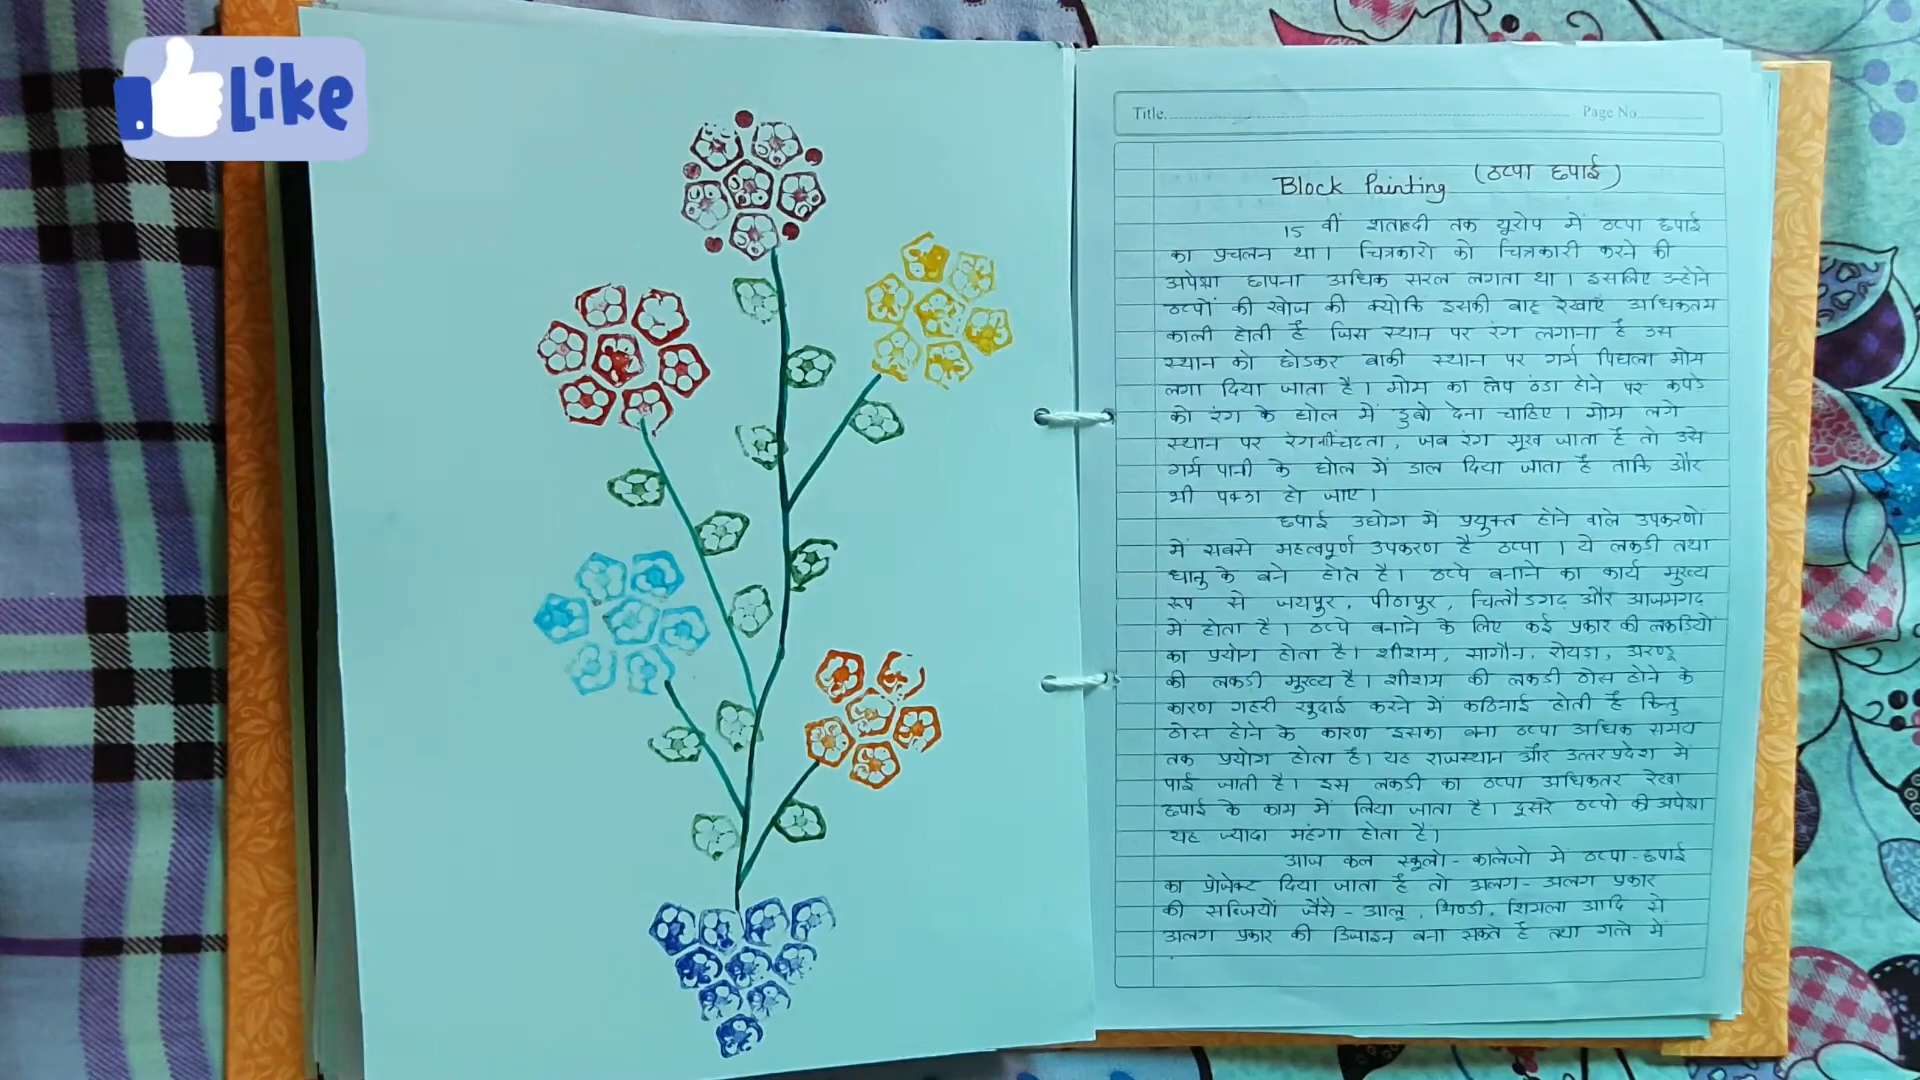 Like
Title
Page No
Block Painting (ठप्पा छपाई)
15 वीं शताब्दी तक यूरोप में ठप्पा छपाई
का प्रचलन था। चित्रकारो को चित्रकारी करने की
अपेक्षा छापना अधिक सरल लगता था। इसलिए उन्होने
ठप्पों की खोज की क्योकि इसकी बाह रेखाएँ अधिकतम
काली होती हैं जिस स्थान पर रंग लगाना है उस
स्थान को छोडकर बाकी स्थान पर गर्म पिघला मोम
लगा दिया जाता है। मोम का लेप ठंडा होने पर कपडे
को रंग के घोल में डुबो देना चाहिए। मोम लगे
स्थान पर रंग नहीं चढता, जब रंग सूख जाता है तो उसे
गर्म पानी के घोल में डाल दिया जाता है ताकि और
भी पक्का हो जाए।
छपाई उद्योग में प्रयुक्त होने वाले उपकरणों
में सबसे महत्वपूर्ण उपकरण है ठप्पा। ये लकडी तथा
धातु के बने होते है। ठप्पे बनाने का कार्य मुख्य
रूप से जयपुर, पीठापुर, चित्तौडगढ और आजमगढ
में होता है। ठप्पे बनाने के लिए कई प्रकार की लकडियो
का प्रयोग होता है। शीशम, सागौन, रोयडा, अरण्डू
की लकडी मुख्य है। शीशम की लकडी ठोस होने के
कारण गहरी खुदाई करने में कठिनाई होती है किन्तु
ठोस होने के कारण इसका बना ठप्पा अधिक समय
तक प्रयोग होता है। यह राजस्थान और उत्तरप्रदेश में
पाई जाती है। इस लकडी का ठप्पा अधिकतर रेखा
छपाई के काम में लिया जाता है। दूसरे ठप्पो की अपेक्षा
यह ज्यादा महंगा होता है।
आज कल स्कूलो - कालेजो में ठप्पा - छपाई
का प्रोजेक्ट दिया जाता है तो अलग - अलग प्रकार
की सब्जियों जैसे - आलू, भिण्डी, शिमला आदि से
अलग प्रकार की डिजाइन बना सकते हैं तथा गत्ते में